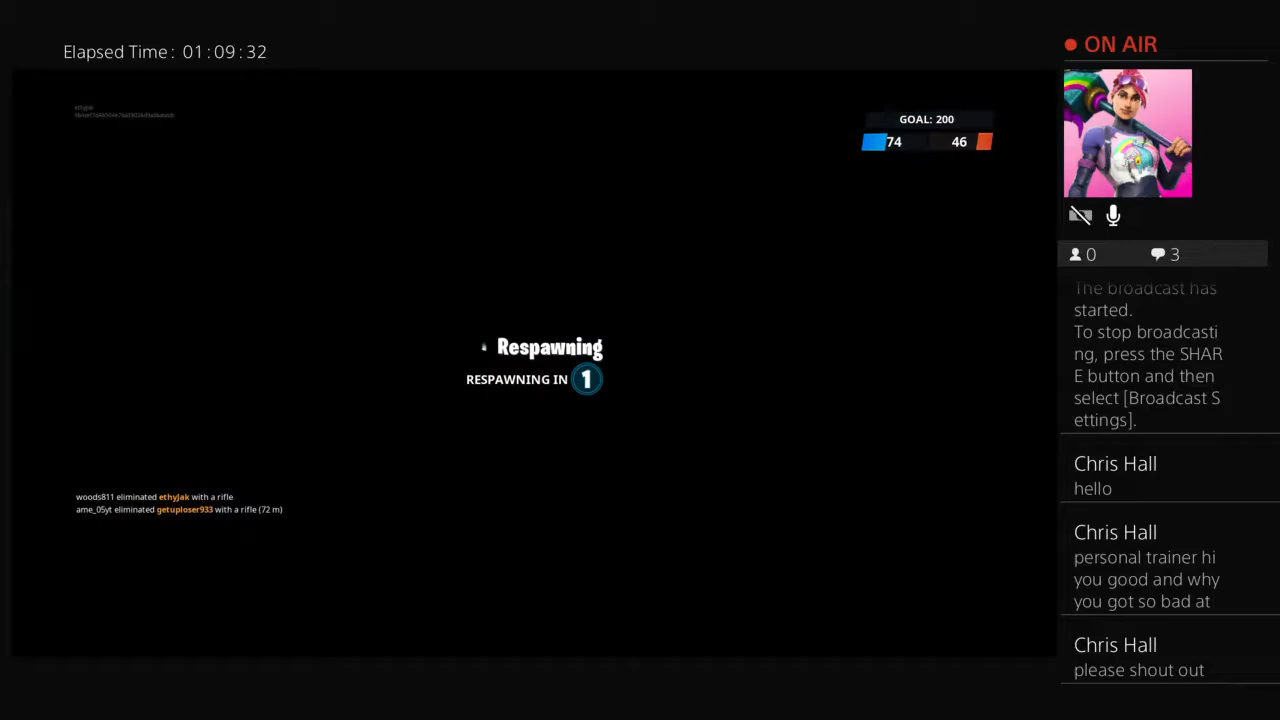 Elapsed Time: 01:09:32
ON AIR
ethyjak
GOAL: 200
74 46
0 3
The broadcast has
started.
To stop broadcasti
ng, press the SHAR
E button and then
select [Broadcast S
ettings].
Respawning
RESPAWNING IN 1
Chris Hall
hello
woods811 eliminated ethyjak with a rifle
ame_05yt eliminated getuploser933 with a rifle (72 m)
Chris Hall
personal trainer hi
you good and why
you got so bad at
Chris Hall
please shout out